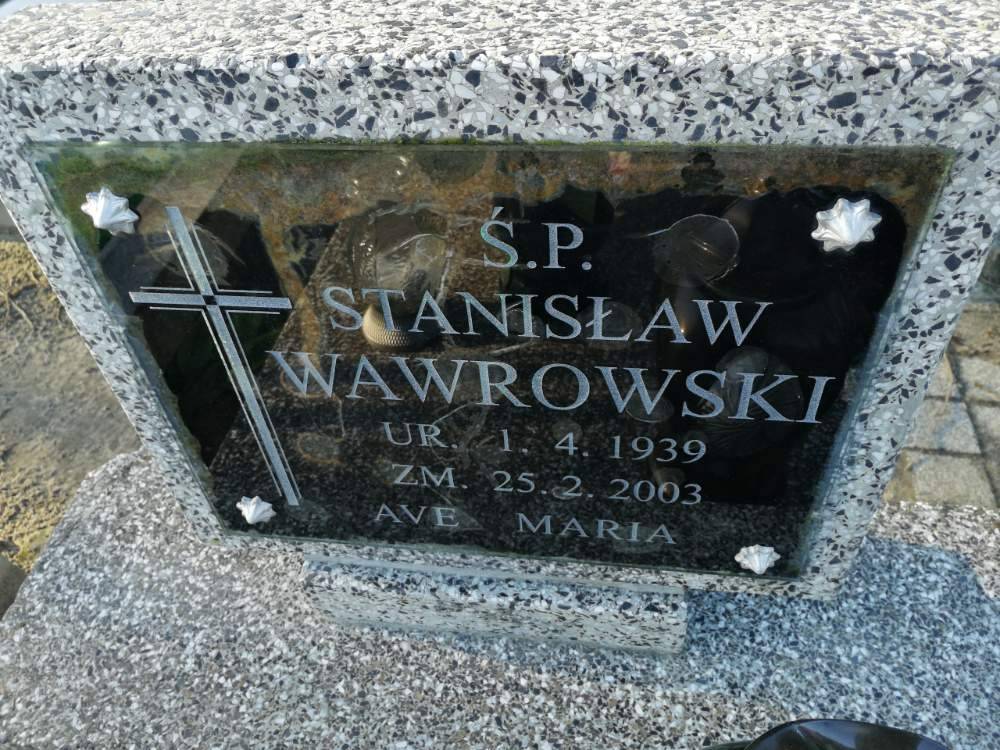 Ś.P.
STANISŁAW
WAWROWSKI
UR. 1. 4. 1939
ZM. 25. 2. 2003
AVE MARIA